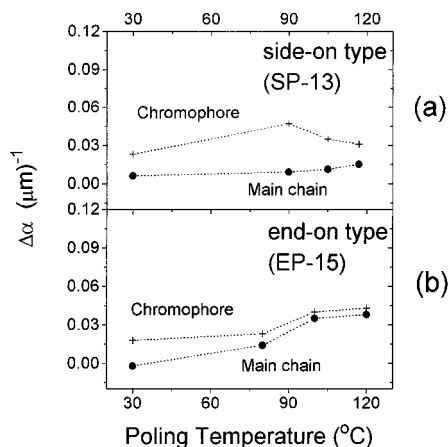 30 60 90 120
0.12
side-on type
(SP-13)
(a)
0.09
Chromophore
0.06
0.03
0.00
Main chain
Δα (μm)⁻¹
0.12
end-on type
(EP-15)
(b)
0.09
0.06
Chromophore
0.03
Main chain
0.00
30 60 90 120
Poling Temperature (°C)